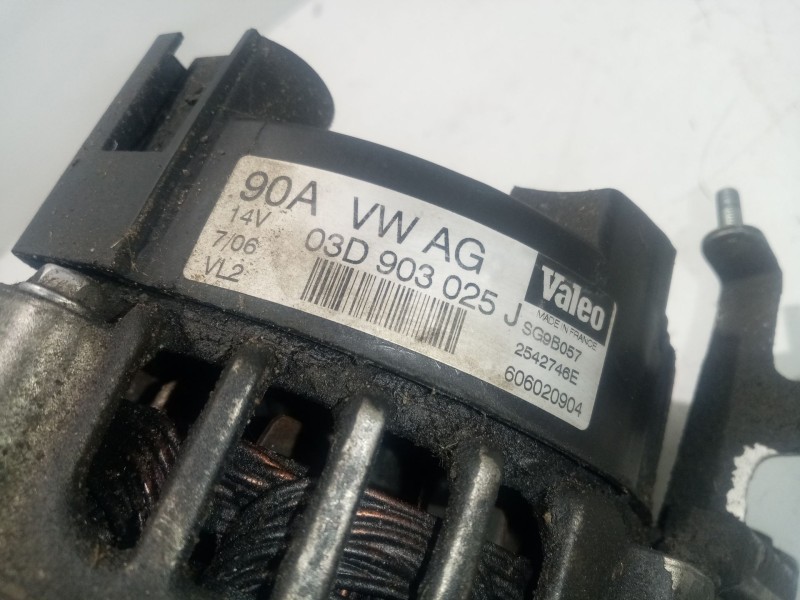 90A VW AG
14V
7/06
VL2
03D 903 025 J
Valeo
MADE IN FRANCE
SG9B057
2542746E
606020904